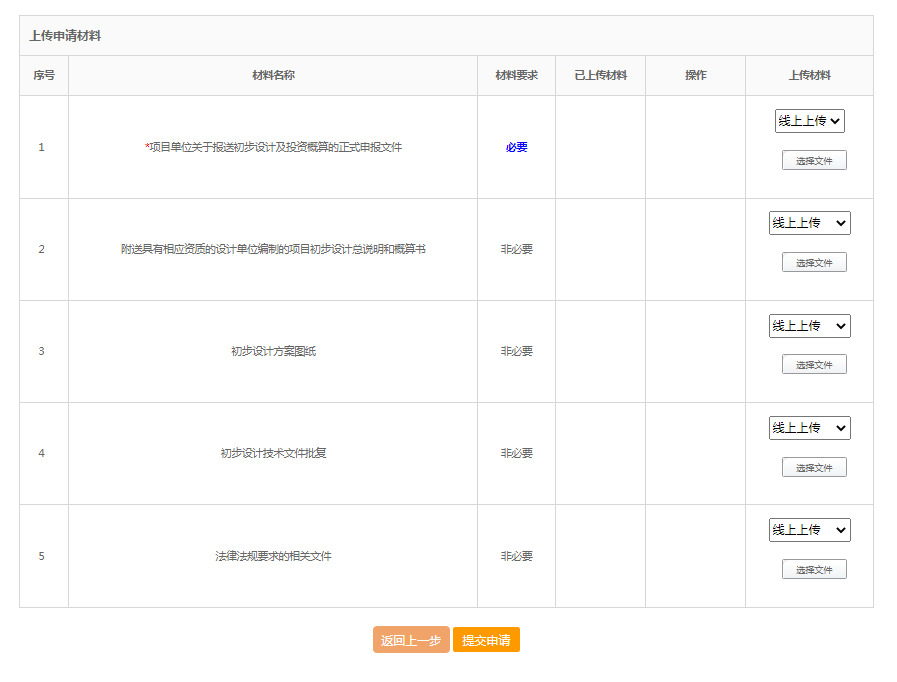 上传申请材料
序号 材料名称 材料要求 已上传材料 操作 上传材料
线上上传
1 *项目单位关于报送初步设计及投资概算的正式申报文件 必要
选择文件
线上上传
2 附送具有相应资质的设计单位编制的项目初步设计总说明和概算书 非必要
选择文件
线上上传
3 初步设计方案图纸 非必要
选择文件
线上上传
4 初步设计技术文件批复 非必要
选择文件
线上上传
5 法律法规要求的相关文件 非必要
选择文件
返回上一步 提交申请